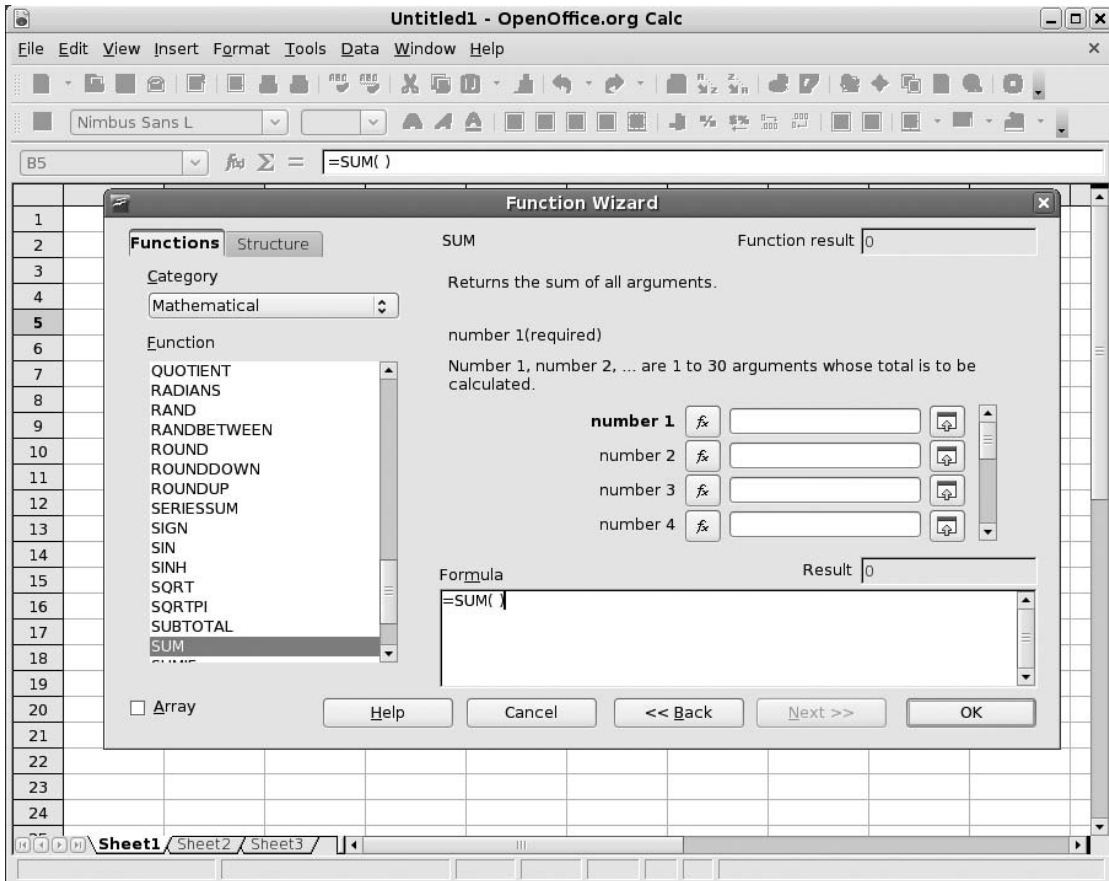 Untitled1 - OpenOffice.org Calc
File Edit View Insert Format Tools Data Window Help
Nimbus Sans L
B5
=SUM( )
Function Wizard
Functions
Structure
SUM
Function result
0
Category
Mathematical
Returns the sum of all arguments.
Function
number 1(required)
Number 1, number 2, ... are 1 to 30 arguments whose total is to be
calculated.
QUOTIENT
RADIANS
RAND
RANDBETWEEN
ROUND
ROUNDDOWN
ROUNDUP
SERIESSUM
SIGN
SIN
SINH
SQRT
SQRTPI
SUBTOTAL
SUM
number 1
number 2
number 3
number 4
Formula
Result
0
=SUM( )
Array
Help
Cancel
<< Back
Next >>
OK
1
2
3
4
5
6
7
8
9
10
11
12
13
14
15
16
17
18
19
20
21
22
23
24
Sheet1
Sheet2
Sheet3